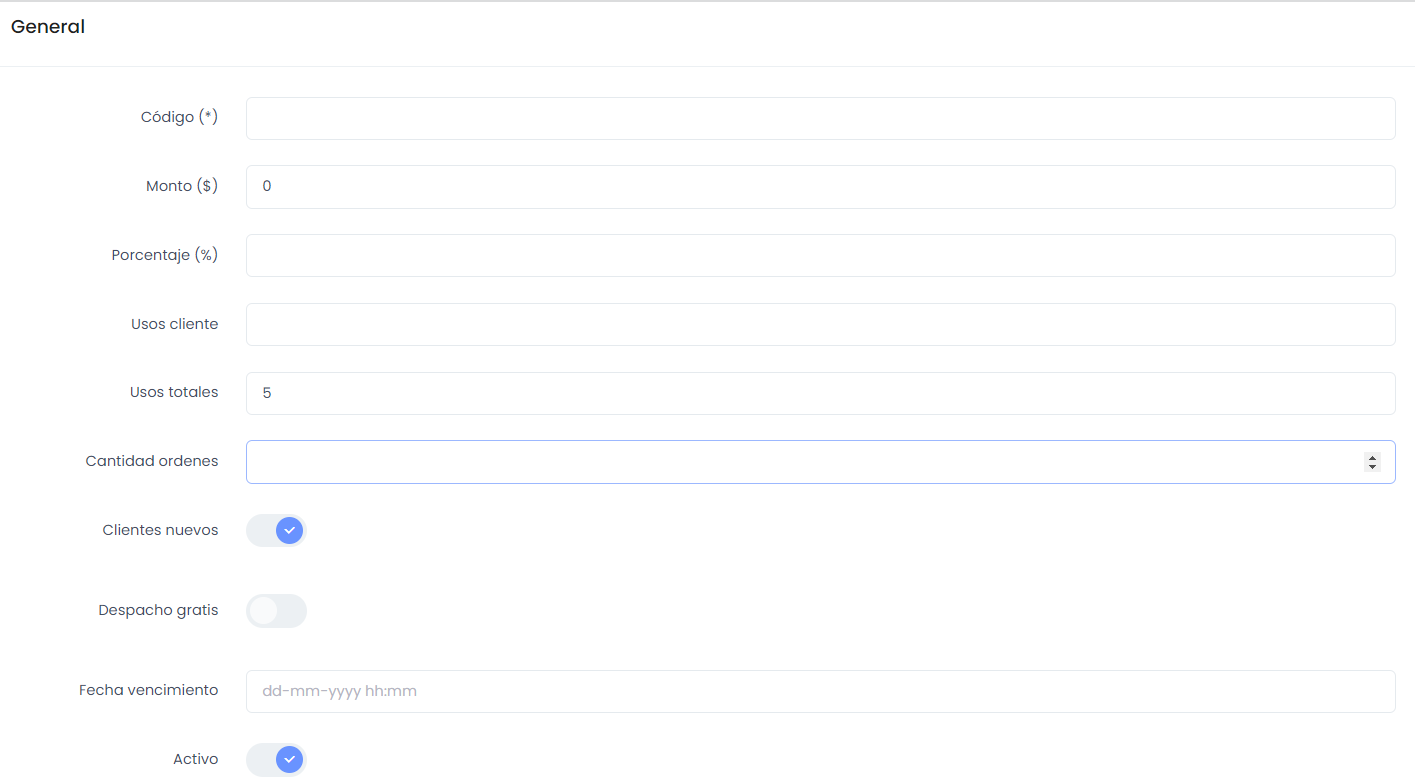 General
Código (*)
Monto ($) 0
Porcentaje (%)
Usos cliente
Usos totales 5
Cantidad ordenes
Clientes nuevos
Despacho gratis
Fecha vencimiento dd-mm-yyyy hh:mm
Activo